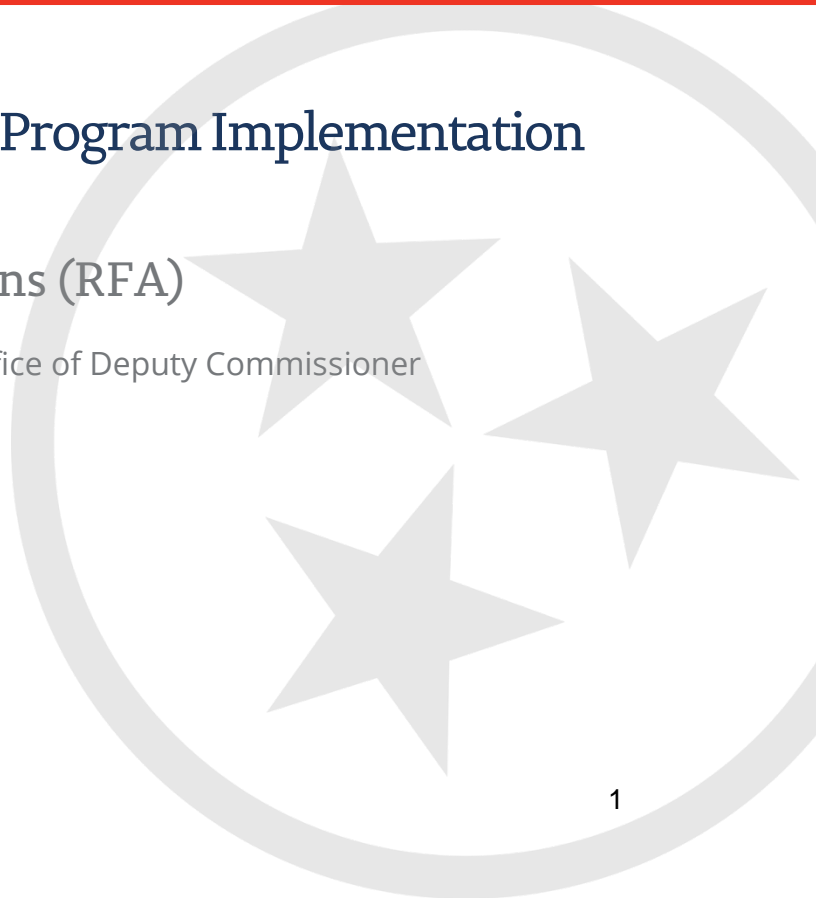 Program Implementation
ns (RFA)
fice of Deputy Commissioner
1